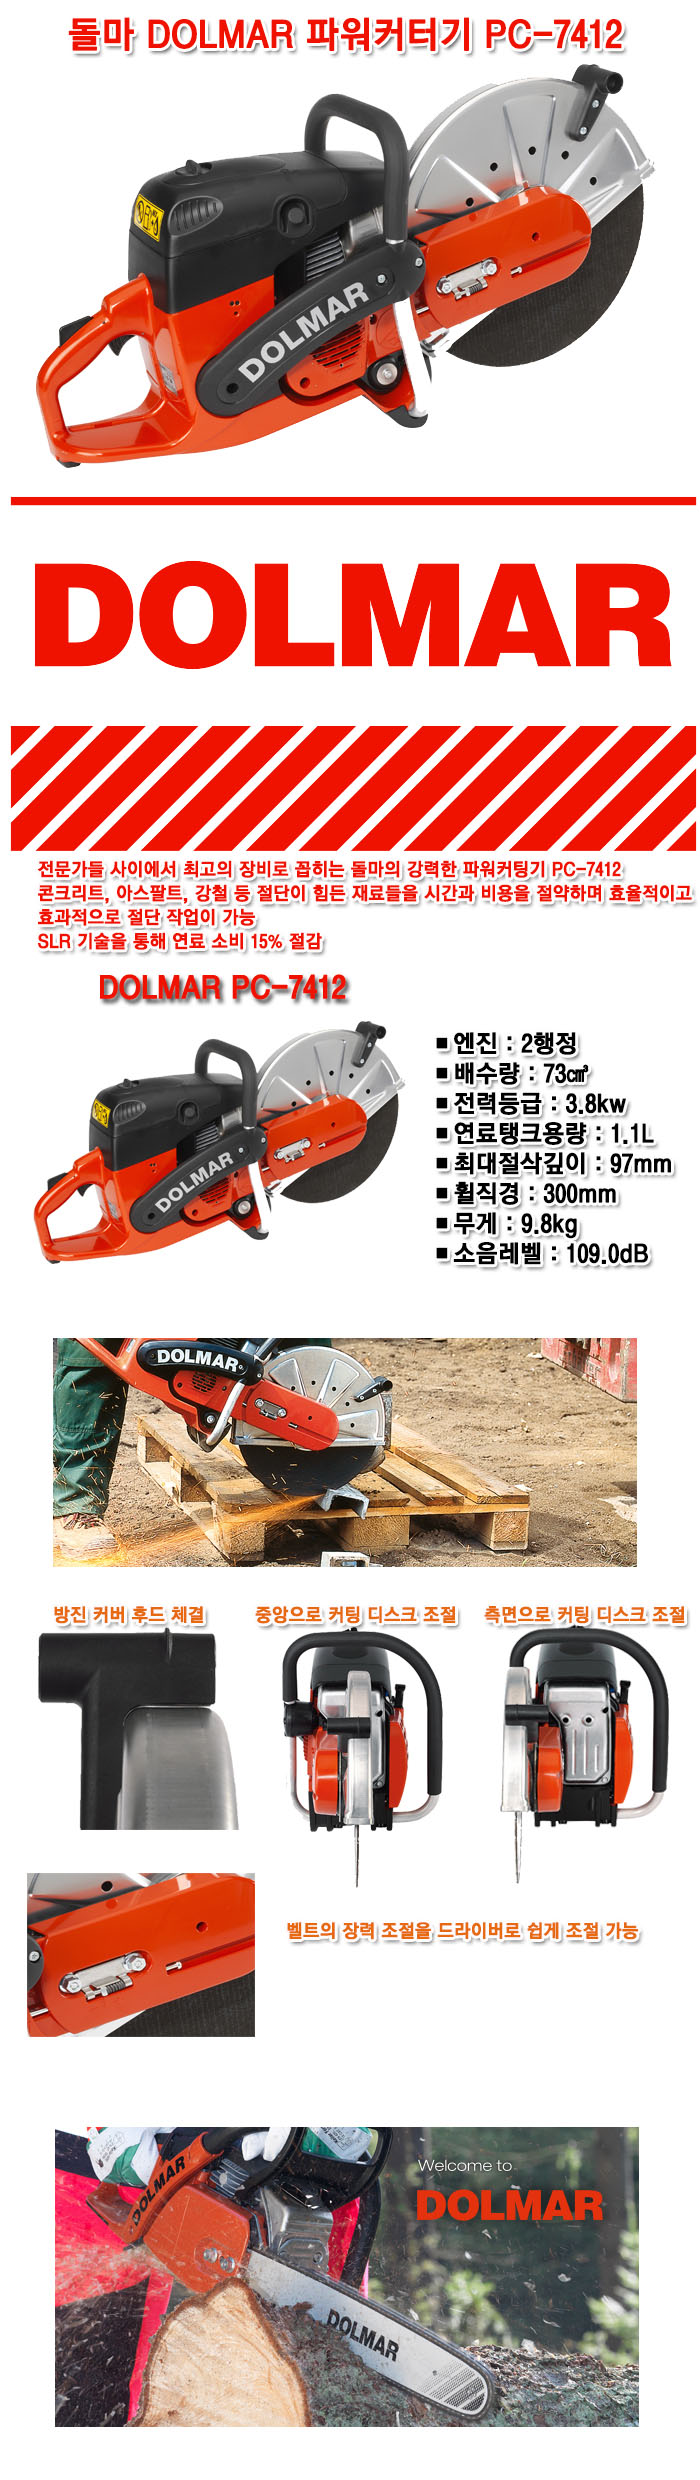 돌마 DOLMAR 파워커터기 PC-7412
DOLMAR
DOLMAR
전문가들 사이에서 최고의 장비로 꼽히는 돌마의 강력한 파워커팅기 PC-7412
콘크리트, 아스팔트, 강철 등 절단이 힘든 재료들을 시간과 비용을 절약하며 효율적이고
효과적으로 절단 작업이 가능
SLR 기술을 통해 연료 소비 15% 절감
DOLMAR PC-7412
DOLMAR
■ 엔진 : 2행정
■ 배수량 : 73㎤
■ 전력등급 : 3.8kw
■ 연료탱크용량 : 1.1L
■ 최대절삭깊이 : 97mm
■ 휠직경 : 300mm
■ 무게 : 9.8kg
■ 소음레벨 : 109.0dB
DOLMAR
방진 커버 후드 체결
중앙으로 커팅 디스크 조절
측면으로 커팅 디스크 조절
벨트의 장력 조절을 드라이버로 쉽게 조절 가능
DOLMAR
Welcome to
DOLMAR
DOLMAR